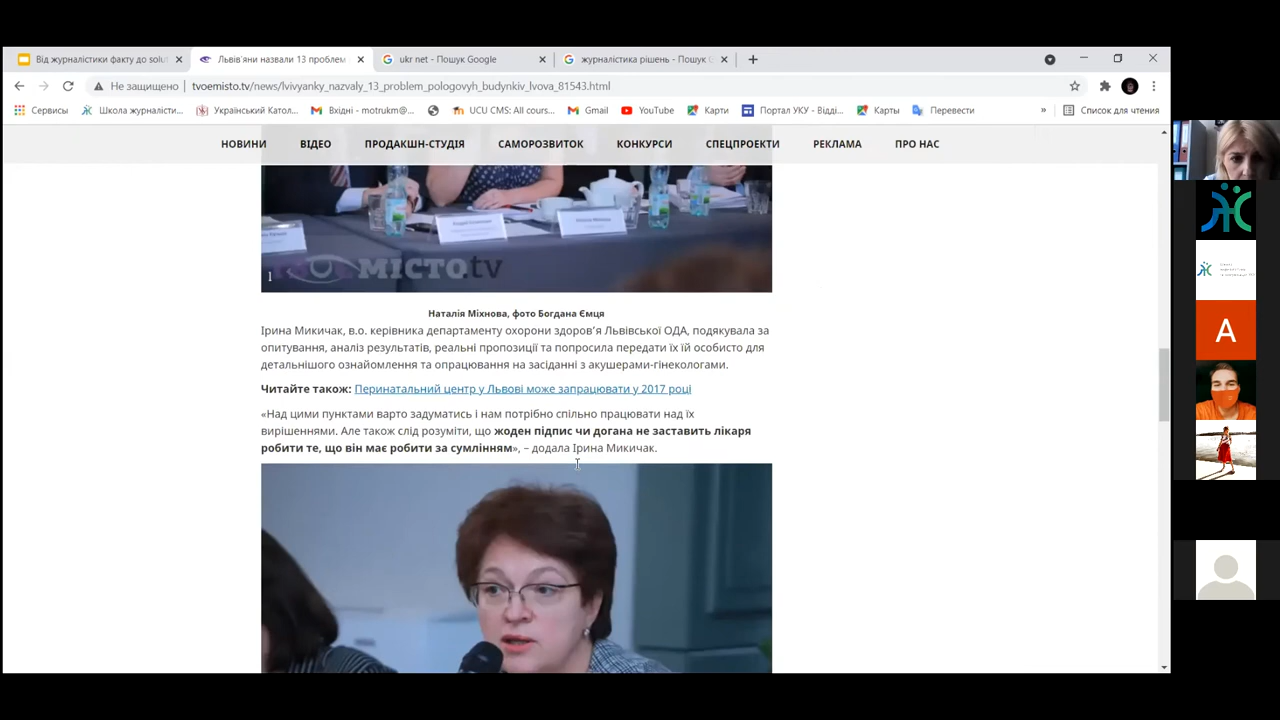 Від журналістики факту до solut
Львів'яни назвали 13 проблем
ukr net - Пошук Google
журналістика рішень - Пошук G
Не защищено
tvoemisto.tv/news/lvivyanky_nazvaly_13_problem_pologovyh_budynkiv_lvova_81543.html
Сервисы
Школа журналісти...
Український Катол...
Вхідні - motrukm@...
UCU CMS: All cours...
Gmail
YouTube
Карти
Портал УКУ - Відді...
Карты
Перевести
»
Список для чтения
НОВИНИ
ВІДЕО
ПРОДАКШН-СТУДІЯ
САМОРОЗВИТОК
КОНКУРСИ
СПЕЦПРОЕКТИ
РЕКЛАМА
ПРО НАС
1
МІСТО.tv
Наталія Міхнова, фото Богдана Ємця
Ірина Микичак, в.о. керівника департаменту охорони здоров’я Львівської ОДА, подякувала за
опитування, аналіз результатів, реальні пропозиції та попросила передати їх їй особисто для
детальнішого ознайомлення та опрацювання на засіданні з акушерами-гінекологами.
Читайте також: Перинатальний центр у Львові може запрацювати у 2017 році
«Над цими пунктами варто задуматись і нам потрібно спільно працювати над їх
вирішеннями. Але також слід розуміти, що жоден підпис чи догана не заставить лікаря
робити те, що він має робити за сумлінням», – додала Ірина Микичак.
A